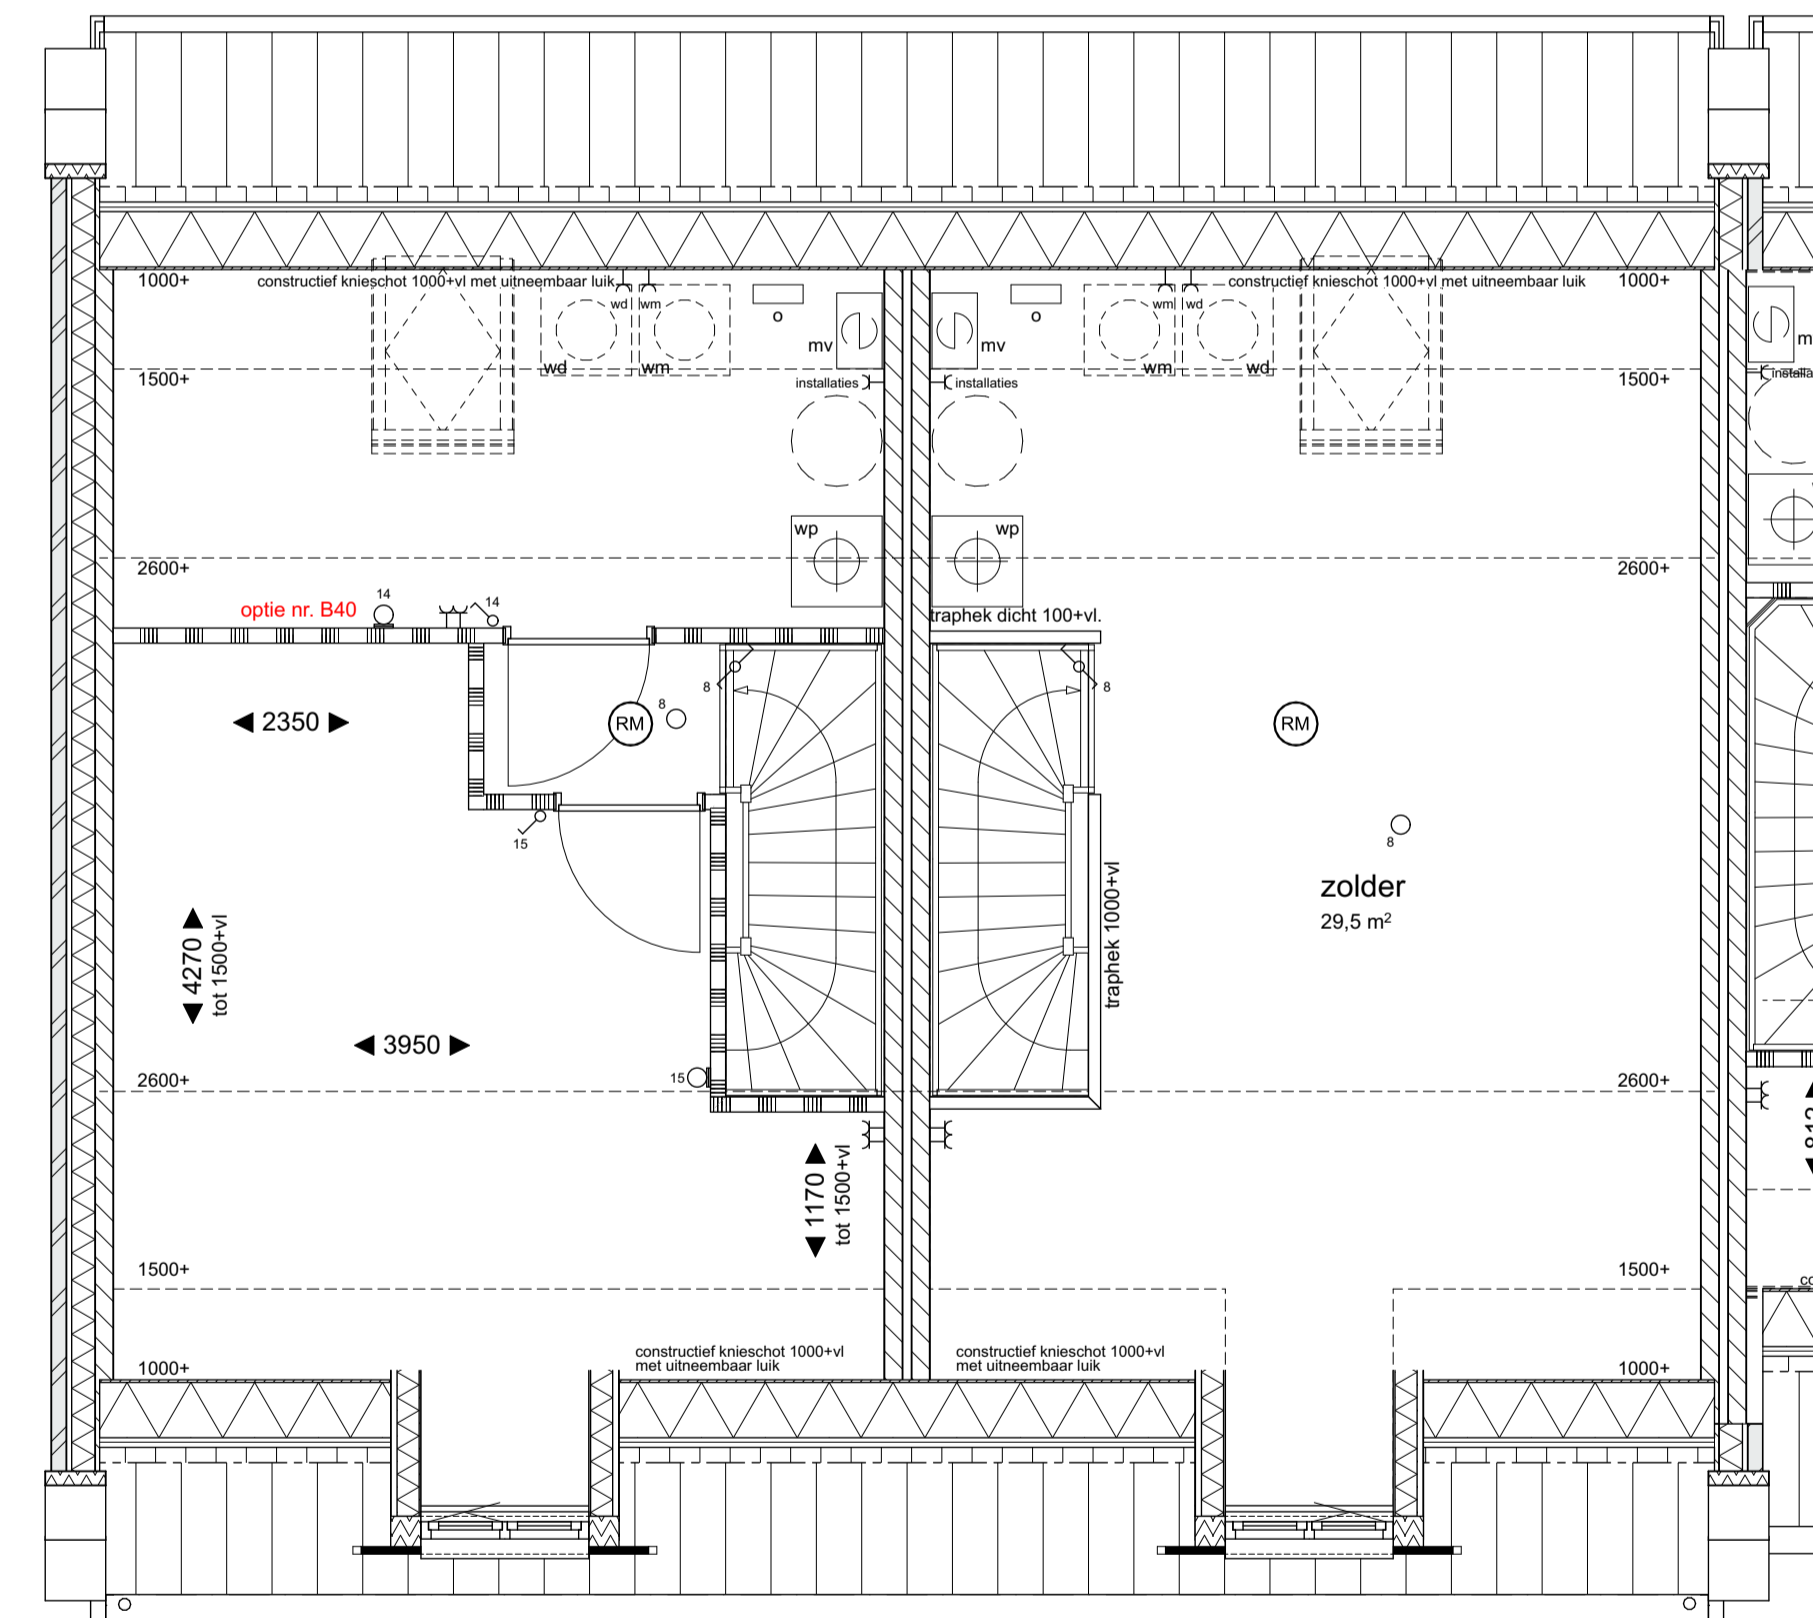 1000+
constructief knieschot 1000+vl met uitneembaar luik
wd
wm
o
mv
wd
wm
1500+
installaties
wp
2600+
optie nr. B40
14
14
2350
RM
8
8
15
4270
tot 1500+vl
3950
15
2600+
1170
tot 1500+vl
1500+
constructief knieschot 1000+vl
met uitneembaar luik
1000+
constructief knieschot 1000+vl met uitneembaar luik
1000+
wm
wd
o
mv
wm
wd
1500+
installaties
wp
2600+
traphek dicht 100+vl.
8
RM
8
zolder
29,5 m²
traphek 1000+vl
2600+
1500+
constructief knieschot 1000+vl
met uitneembaar luik
1000+
m
installa
co